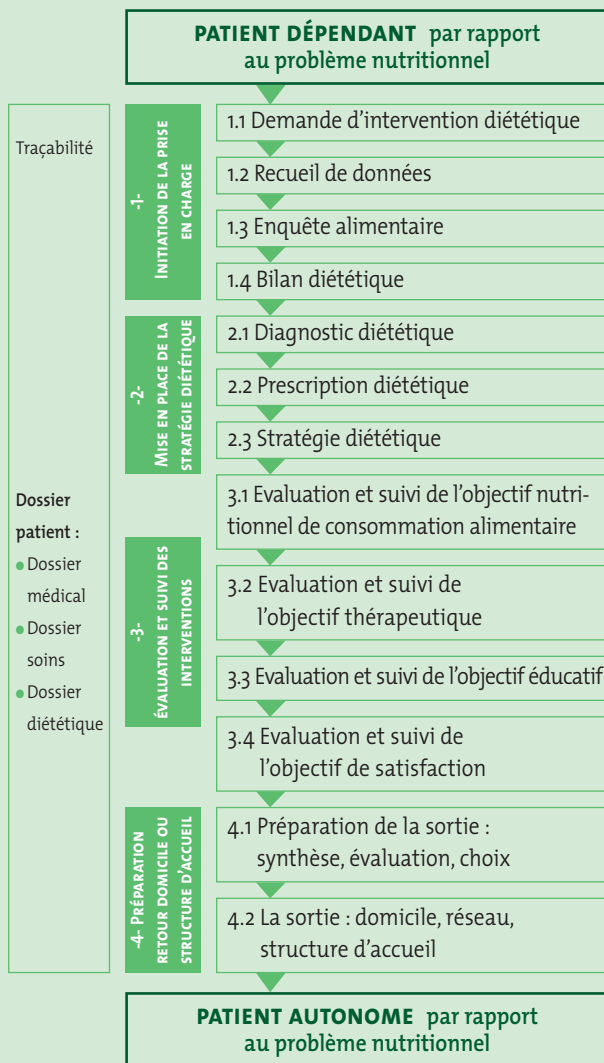 PATIENT DÉPENDANT par rapport
au problème nutritionnel
Traçabilité
Dossier
patient :
• Dossier
médical
• Dossier
soins
• Dossier
diététique
-1-
INITIATION DE LA PRISE
EN CHARGE
1.1 Demande d'intervention diététique
1.2 Recueil de données
1.3 Enquête alimentaire
1.4 Bilan diététique
-2-
MISE EN PLACE DE LA
STRATÉGIE DIÉTÉTIQUE
2.1 Diagnostic diététique
2.2 Prescription diététique
2.3 Stratégie diététique
-3-
ÉVALUATION ET SUIVI DES
INTERVENTIONS
3.1 Evaluation et suivi de l'objectif nutri-
tionnel de consommation alimentaire
3.2 Evaluation et suivi de
l'objectif thérapeutique
3.3 Evaluation et suivi de l'objectif éducatif
3.4 Evaluation et suivi de
l'objectif de satisfaction
-4- PRÉPARATION
RETOUR DOMICILE OU
STRUCTURE D'ACCUEIL
4.1 Préparation de la sortie :
synthèse, évaluation, choix
4.2 La sortie : domicile, réseau,
structure d'accueil
PATIENT AUTONOME par rapport
au problème nutritionnel